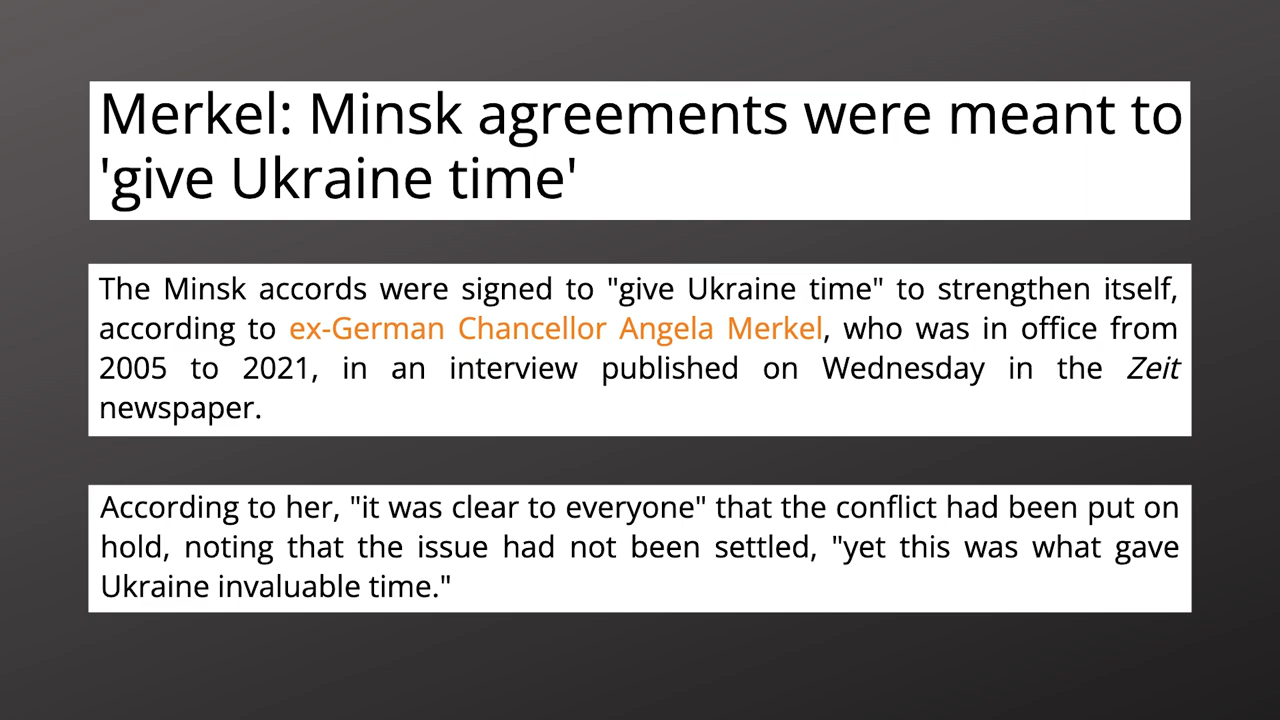 Merkel: Minsk agreements were meant to
'give Ukraine time'
The Minsk accords were signed to "give Ukraine time" to strengthen itself,
according to ex-German Chancellor Angela Merkel, who was in office from
2005 to 2021, in an interview published on Wednesday in the Zeit
newspaper.
According to her, "it was clear to everyone" that the conflict had been put on
hold, noting that the issue had not been settled, "yet this was what gave
Ukraine invaluable time."